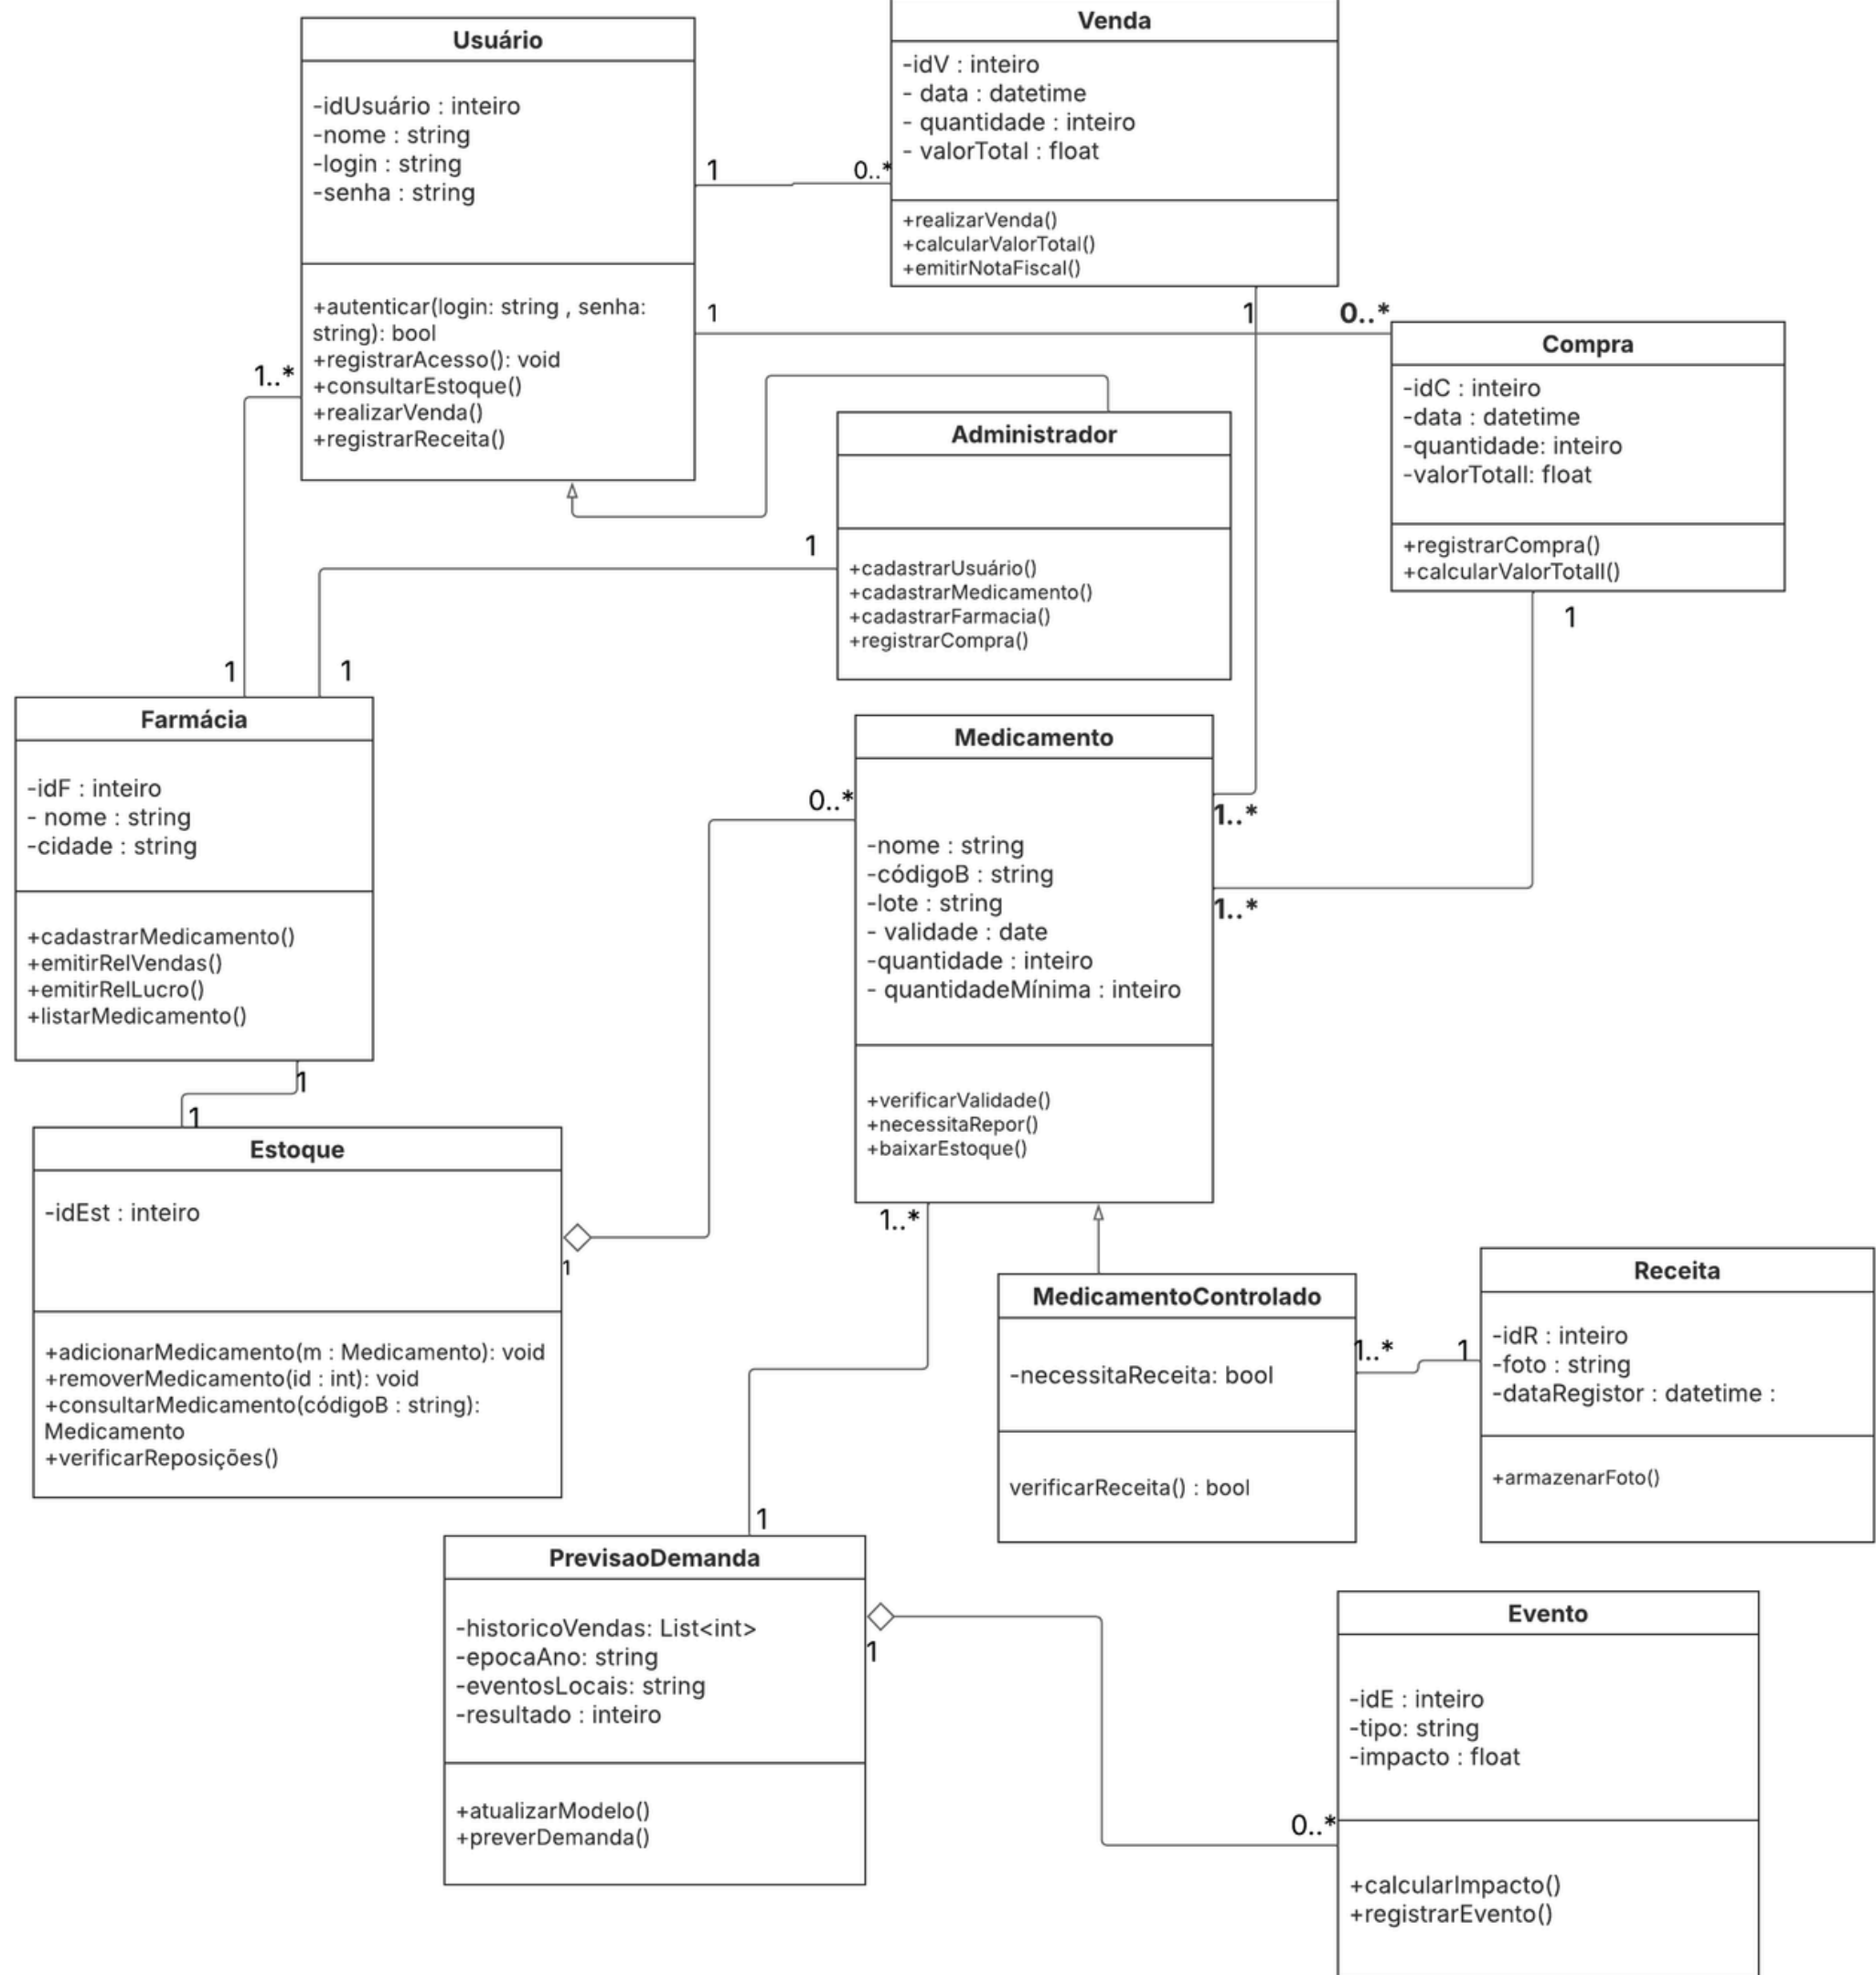 Usuário
-idUsuário : inteiro
-nome : string
-login : string
-senha : string
+autenticar(login: string , senha:
string): bool
+registrarAcesso(): void
+consultarEstoque()
+realizarVenda()
+registrarReceita()
1
0..*
Venda
-idV : inteiro
- data : datetime
- quantidade : inteiro
- valorTotal : float
+realizarVenda()
+calcularValorTotal()
+emitirNotaFiscal()
1
0..*
1
Compra
-idC : inteiro
-data : datetime
-quantidade: inteiro
-valorTotall: float
+registrarCompra()
+calcularValorTotall()
1
1..*
Administrador
+cadastrarUsuário()
+cadastrarMedicamento()
+cadastrarFarmacia()
+registrarCompra()
1
1
1
Farmácia
-idF : inteiro
- nome : string
-cidade : string
+cadastrarMedicamento()
+emitirRelVendas()
+emitirRelLucro()
+listarMedicamento()
1
1
Medicamento
-nome : string
-códigoB : string
-lote : string
- validade : date
-quantidade : inteiro
- quantidadeMínima : inteiro
+verificarValidade()
+necessitaRepor()
+baixarEstoque()
0..*
1..*
1..*
1..*
Estoque
-idEst : inteiro
+adicionarMedicamento(m : Medicamento): void
+removerMedicamento(id : int): void
+consultarMedicamento(códigoB : string):
Medicamento
+verificarReposições()
1
MedicamentoControlado
-necessitaReceita: bool
verificarReceita() : bool
1..*
1
Receita
-idR : inteiro
-foto : string
-dataRegistor : datetime :
+armazenarFoto()
1
PrevisaoDemanda
-historicoVendas: List<int>
-epocaAno: string
-eventosLocais: string
-resultado : inteiro
+atualizarModelo()
+preverDemanda()
1
0..*
Evento
-idE : inteiro
-tipo: string
-impacto : float
+calcularImpacto()
+registrarEvento()